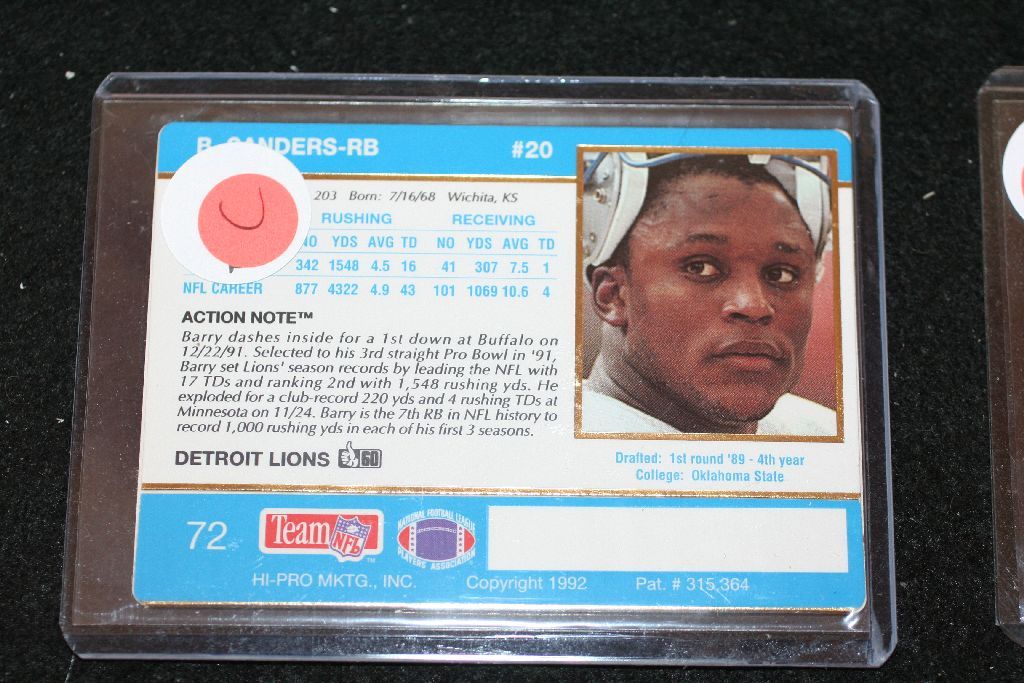 SANDERS-RB #20
203 Born: 7/16/68 Wichita, KS
RUSHING RECEIVING
NO YDS AVG TD NO YDS AVG TD
342 1548 4.5 16 41 307 7.5 1
NFL CAREER 877 4322 4.9 43 101 1069 10.6 4
ACTION NOTE™
Barry dashes inside for a 1st down at Buffalo on
12/22/91. Selected to his 3rd straight Pro Bowl in '91,
Barry set Lions' season records by leading the NFL with
17 TDs and ranking 2nd with 1,548 rushing yds. He
exploded for a club-record 220 yds and 4 rushing TDs at
Minnesota on 11/24. Barry is the 7th RB in NFL history to
record 1,000 rushing yds in each of his first 3 seasons.
DETROIT LIONS 60
Drafted: 1st round '89 - 4th year
College: Oklahoma State
72 Team NFL™ NATIONAL FOOTBALL LEAGUE PLAYERS ASSOCIATION
HI-PRO MKTG., INC. Copyright 1992 Pat. # 315,364